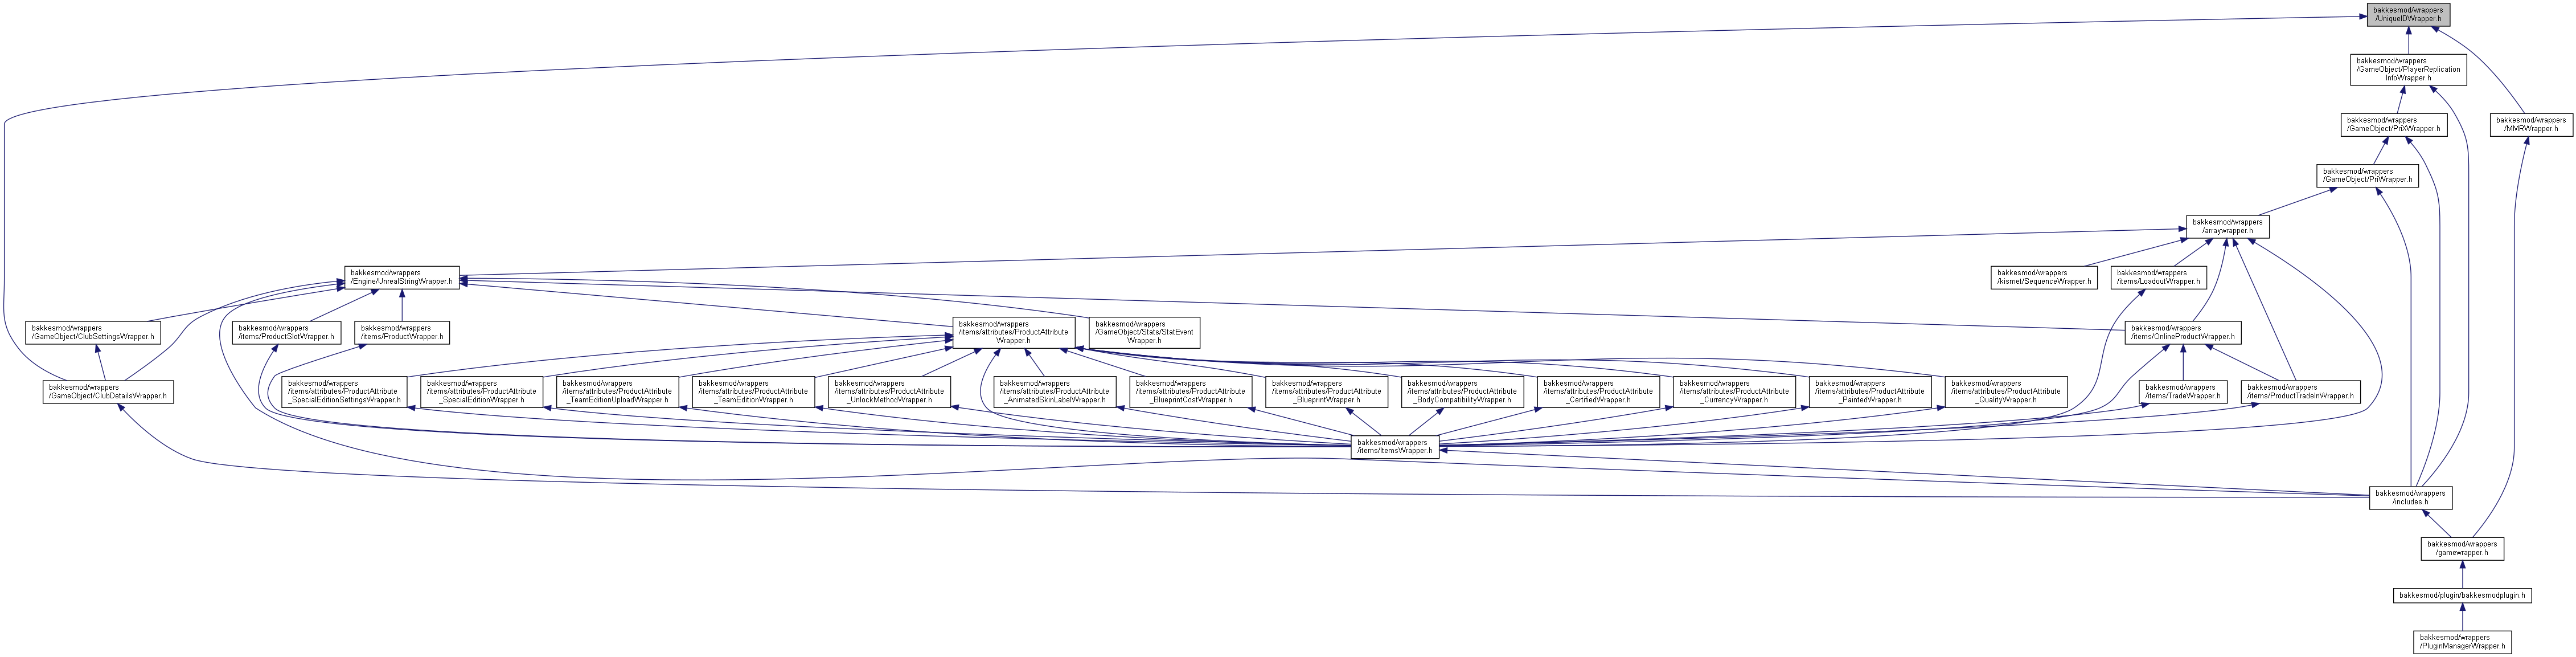 bakkesmod/wrappers
/UniqueIDWrapper.h
bakkesmod/wrappers
/GameObject/PlayerReplication
InfoWrapper.h
bakkesmod/wrappers
/GameObject/PriXWrapper.h
bakkesmod/wrappers
/MMRWrapper.h
bakkesmod/wrappers
/GameObject/PriWrapper.h
bakkesmod/wrappers
/arraywrapper.h
bakkesmod/wrappers
/Engine/UnrealStringWrapper.h
bakkesmod/wrappers
/kismet/SequenceWrapper.h
bakkesmod/wrappers
/items/LoadoutWrapper.h
bakkesmod/wrappers
/GameObject/ClubSettingsWrapper.h
bakkesmod/wrappers
/items/ProductSlotWrapper.h
bakkesmod/wrappers
/items/ProductWrapper.h
bakkesmod/wrappers
/items/attributes/ProductAttribute
Wrapper.h
bakkesmod/wrappers
/GameObject/Stats/StatEvent
Wrapper.h
bakkesmod/wrappers
/items/OnlineProductWrapper.h
bakkesmod/wrappers
/GameObject/ClubDetailsWrapper.h
bakkesmod/wrappers
/items/attributes/ProductAttribute
_SpecialEditionSettingsWrapper.h
bakkesmod/wrappers
/items/attributes/ProductAttribute
_SpecialEditionWrapper.h
bakkesmod/wrappers
/items/attributes/ProductAttribute
_TeamEditionUploadWrapper.h
bakkesmod/wrappers
/items/attributes/ProductAttribute
_TeamEditionWrapper.h
bakkesmod/wrappers
/items/attributes/ProductAttribute
_UnlockMethodWrapper.h
bakkesmod/wrappers
/items/attributes/ProductAttribute
_AnimatedSkinLabelWrapper.h
bakkesmod/wrappers
/items/attributes/ProductAttribute
_BlueprintCostWrapper.h
bakkesmod/wrappers
/items/attributes/ProductAttribute
_BlueprintWrapper.h
bakkesmod/wrappers
/items/attributes/ProductAttribute
_BodyCompatibilityWrapper.h
bakkesmod/wrappers
/items/attributes/ProductAttribute
_CertifiedWrapper.h
bakkesmod/wrappers
/items/attributes/ProductAttribute
_CurrencyWrapper.h
bakkesmod/wrappers
/items/attributes/ProductAttribute
_PaintedWrapper.h
bakkesmod/wrappers
/items/attributes/ProductAttribute
_QualityWrapper.h
bakkesmod/wrappers
/items/TradeWrapper.h
bakkesmod/wrappers
/items/ProductTradeInWrapper.h
bakkesmod/wrappers
/items/ItemsWrapper.h
bakkesmod/wrappers
/includes.h
bakkesmod/wrappers
/gamewrapper.h
bakkesmod/plugin/bakkesmodplugin.h
bakkesmod/wrappers
/PluginManagerWrapper.h